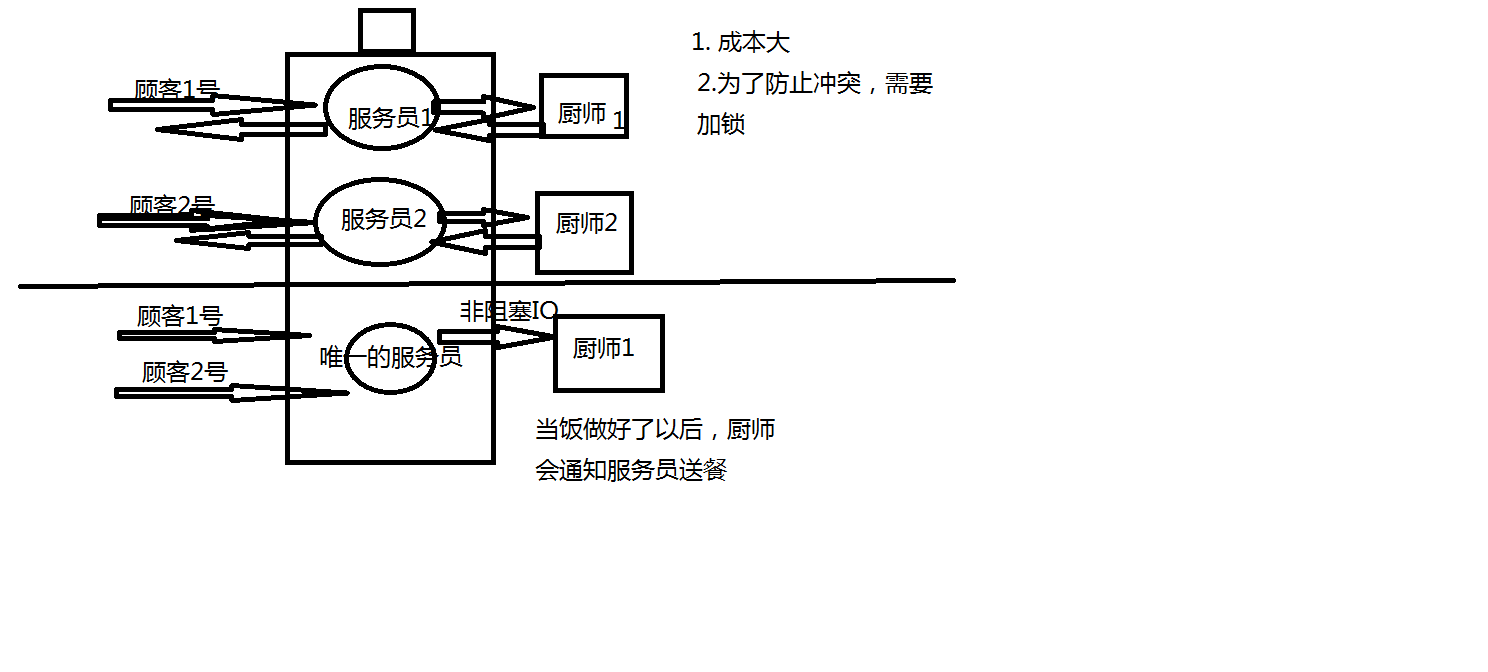 1. 成本大
2.为了防止冲突，需要
加锁
顾客1号
服务员1
厨师 1
顾客2号
服务员2
厨师2
非阻塞IO
顾客1号
唯一的服务员
厨师1
顾客2号
当饭做好了以后，厨师
会通知服务员送餐